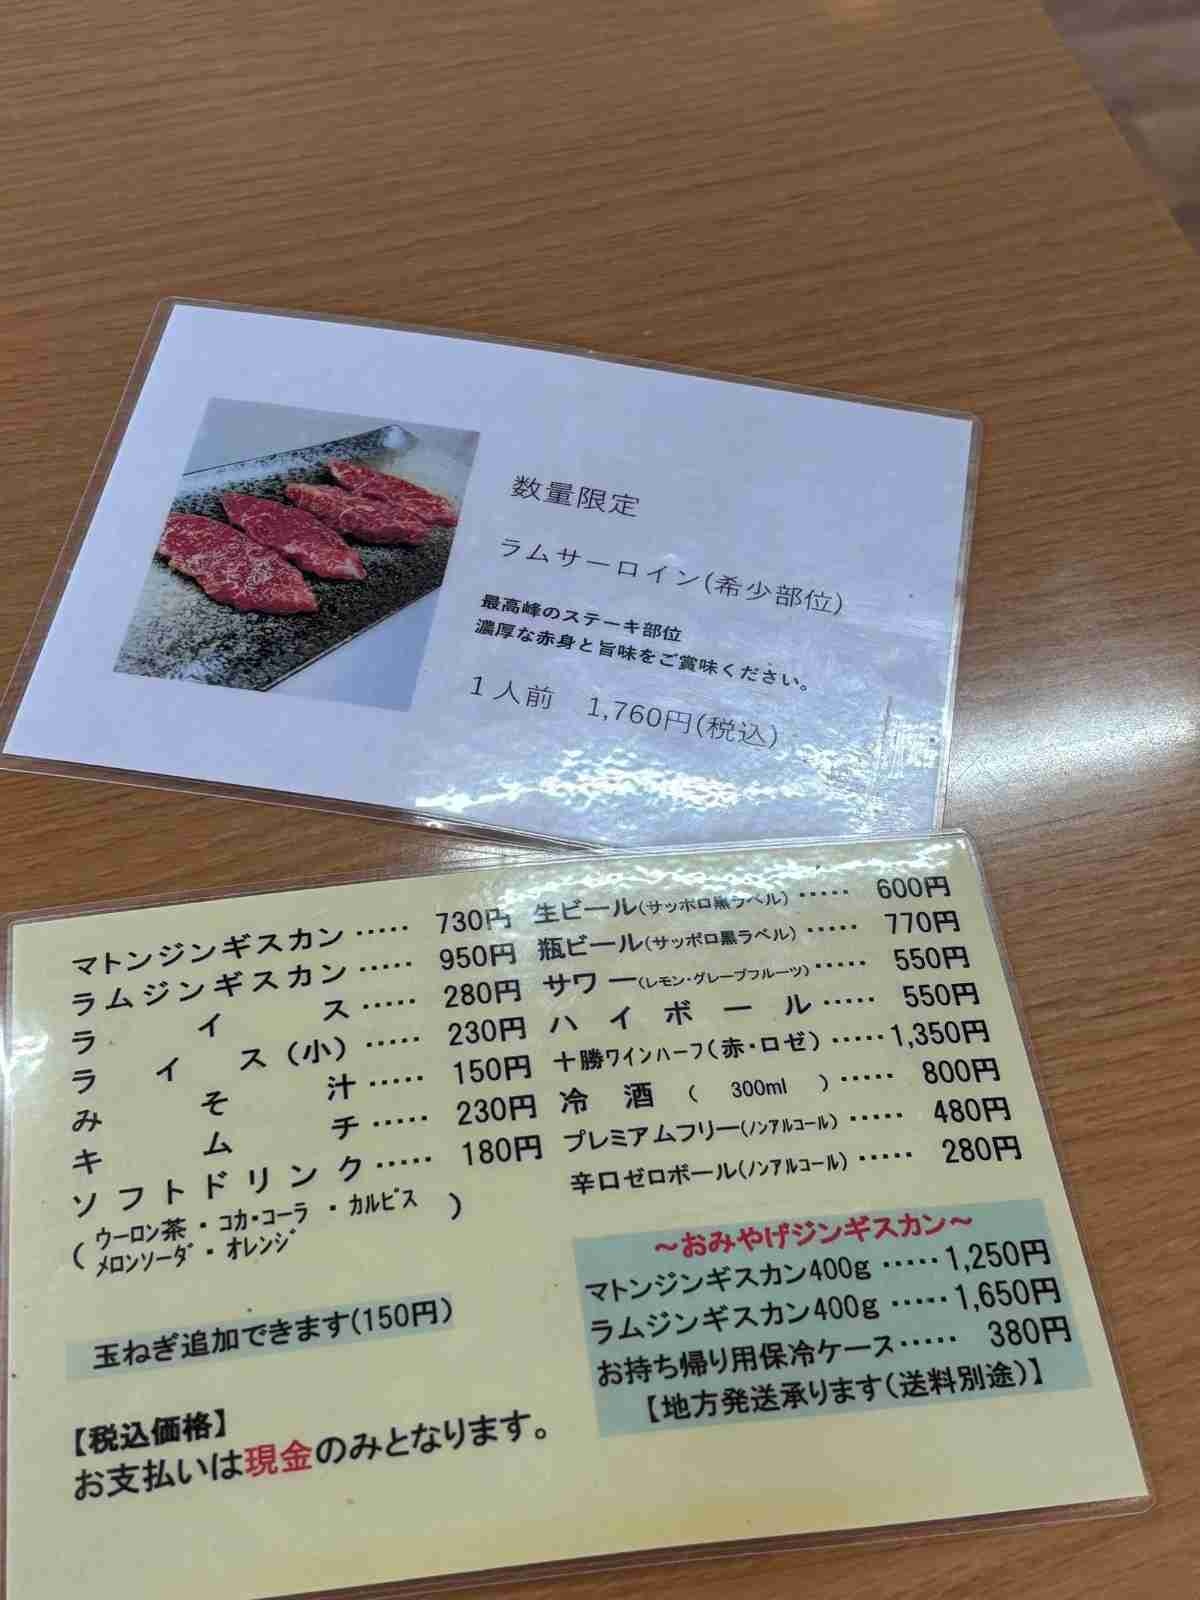 数量限定
ラムサーロイン(希少部位)
最高峰のステーキ部位
濃厚な赤身と旨味をご賞味ください。
1人前　1,760円(税込)
マトンジンギスカン‥‥‥ 730円
ラムジンギスカン‥‥‥ 950円
ライス‥‥‥ 280円
ライス(小)‥‥‥ 230円
みそ汁‥‥‥ 150円
キムチ‥‥‥ 230円
ソフトドリンク‥‥‥ 180円
(ウーロン茶・コカ・コーラ・カルピス
メロンソーダ・オレンジ)
玉ねぎ追加できます(150円)
【税込価格】
お支払いは現金のみとなります。
生ビール(サッポロ黒ラベル)‥‥‥ 600円
瓶ビール(サッポロ黒ラベル)‥‥‥ 770円
サワー(レモン・グレープフルーツ)‥‥‥ 550円
ハイボール‥‥‥ 550円
十勝ワインハーフ(赤・ロゼ)‥‥‥1,350円
冷酒(300ml)‥‥‥ 800円
プレミアムフリー(ノンアルコール)‥‥‥ 480円
辛口ゼロボール(ノンアルコール)‥‥‥ 280円
～おみやげジンギスカン～
マトンジンギスカン400g‥‥‥1,250円
ラムジンギスカン400g‥‥‥1,650円
お持ち帰り用保冷ケース‥‥‥ 380円
【地方発送承ります(送料別途)】